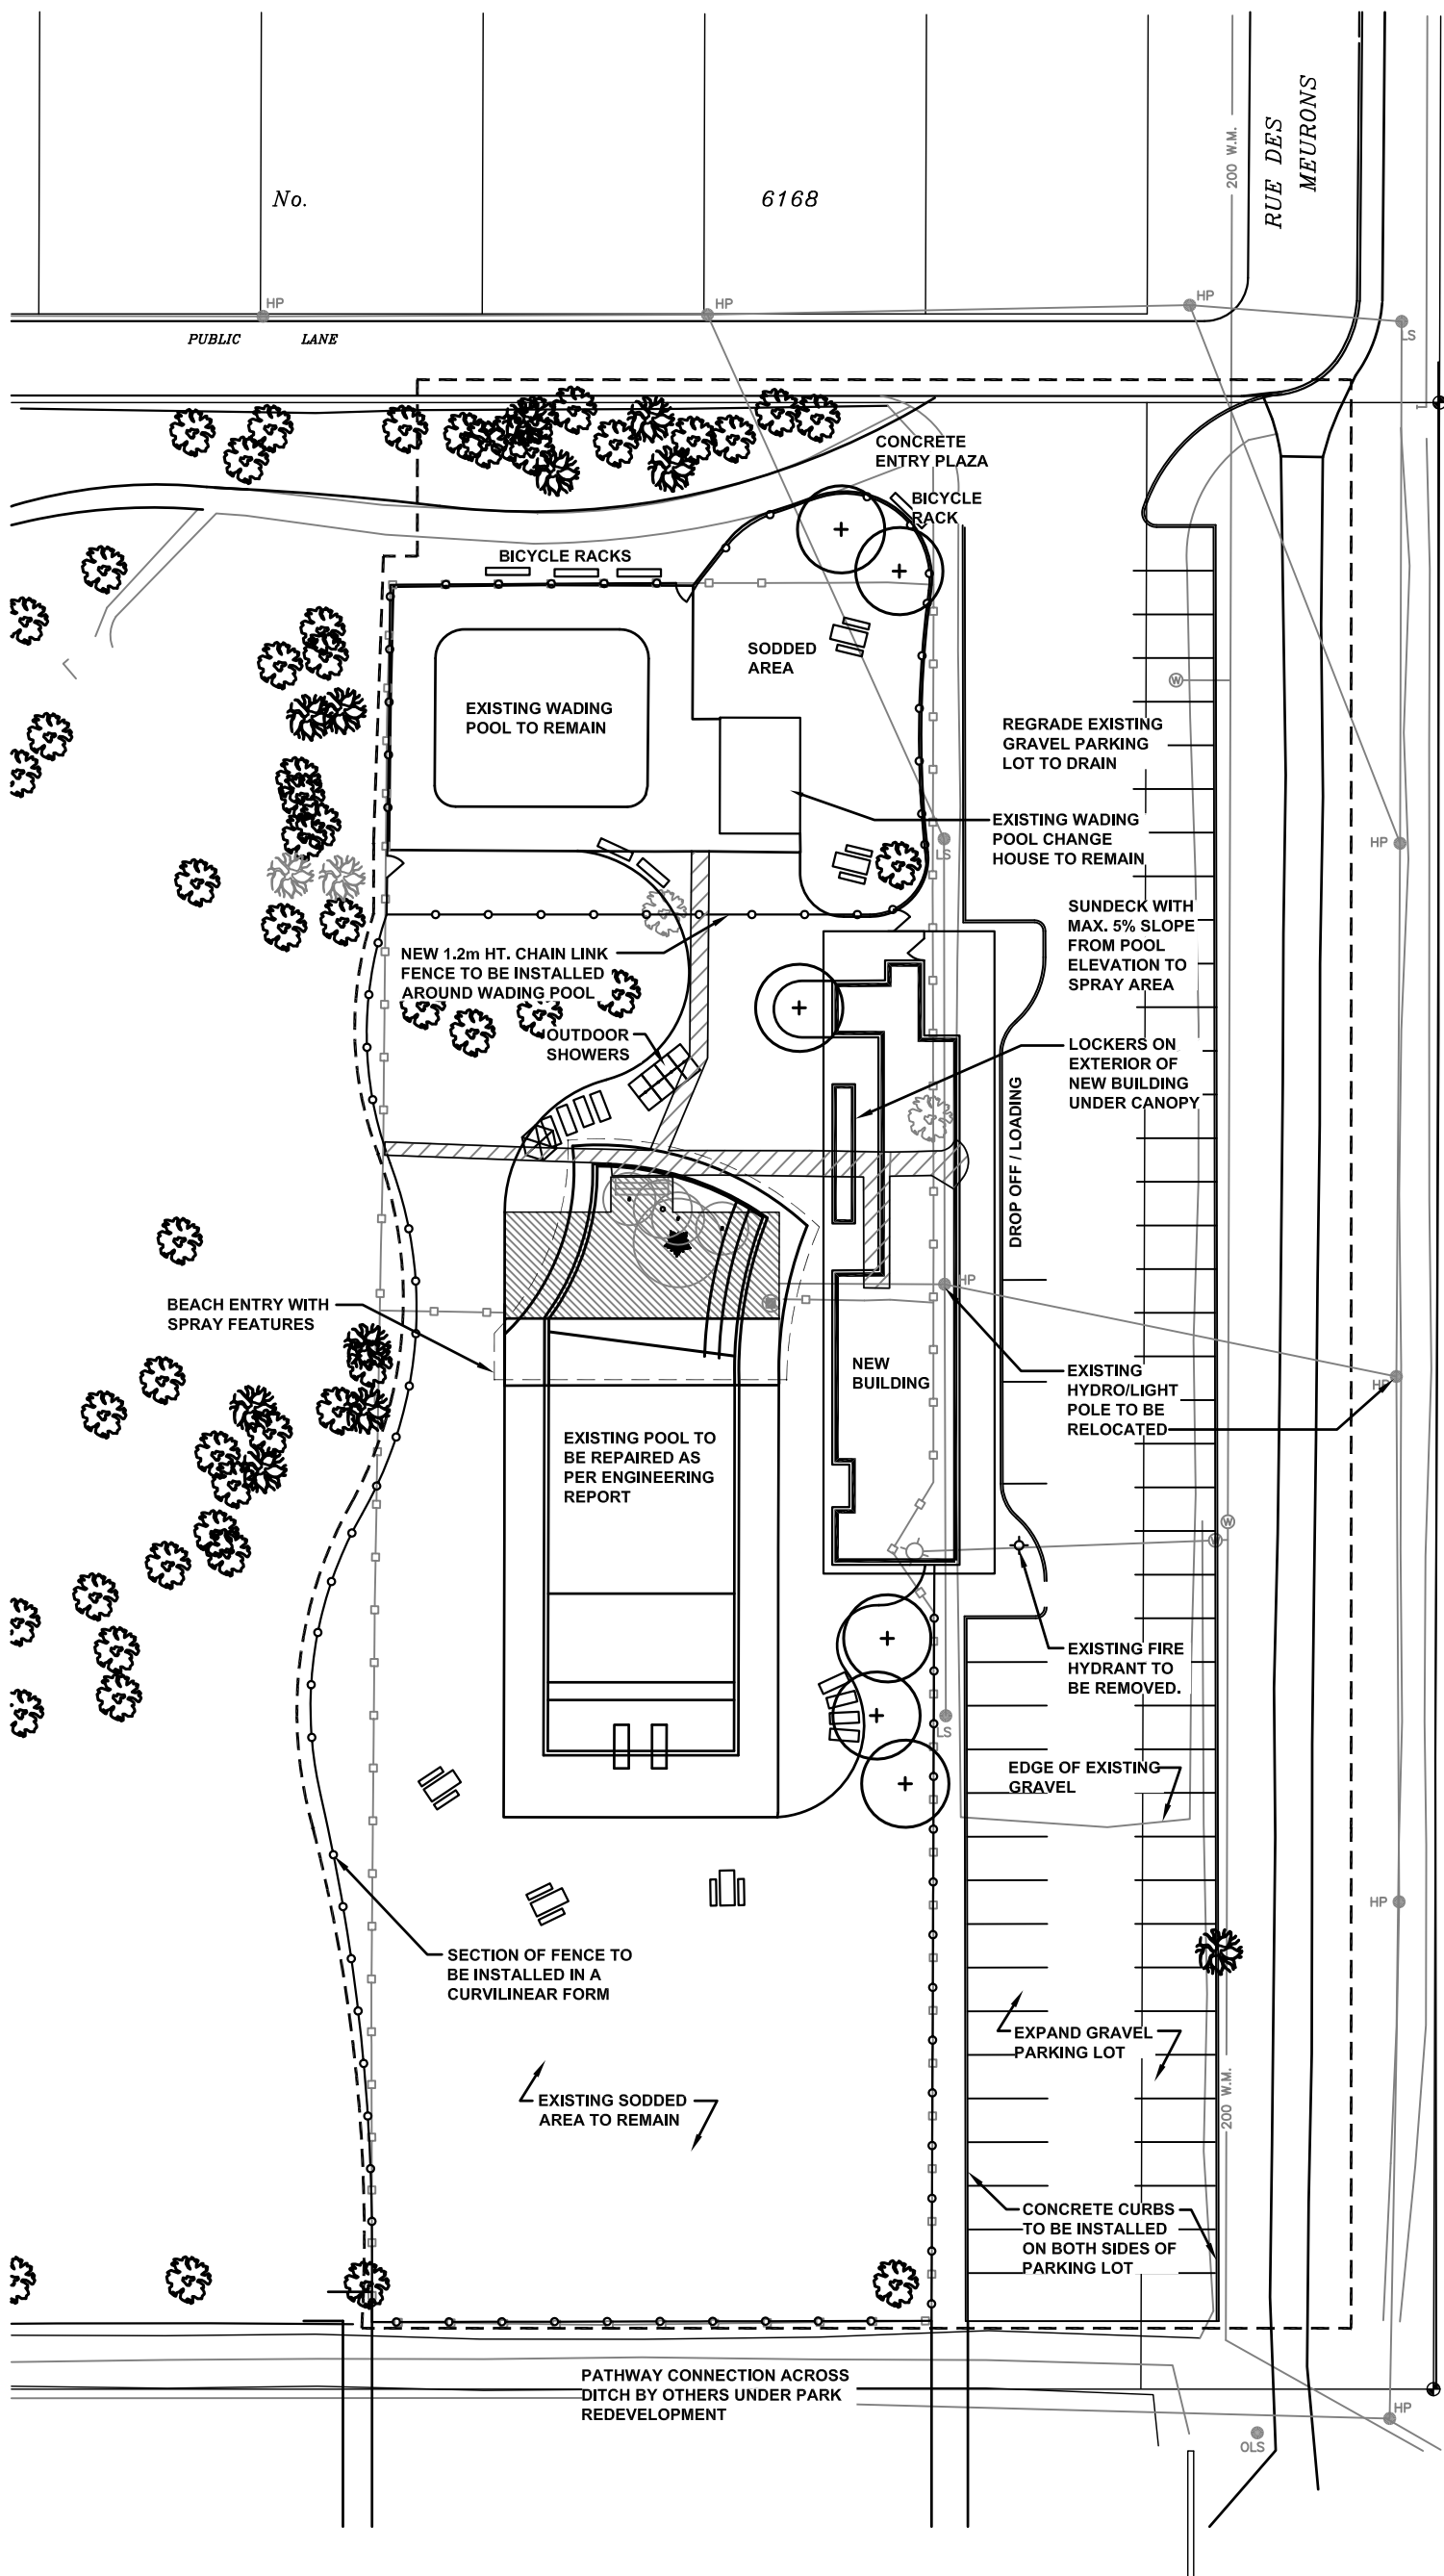 RUE DES
MEURONS
200 W.M.
No.
6168
HP
HP
HP
LS
PUBLIC LANE
CONCRETE
ENTRY PLAZA
BICYCLE
RACK
BICYCLE RACKS
SODDED
AREA
EXISTING WADING
POOL TO REMAIN
W
REGRADE EXISTING
GRAVEL PARKING
LOT TO DRAIN
EXISTING WADING
POOL CHANGE
HOUSE TO REMAIN
HP
LS
SUNDECK WITH
MAX. 5% SLOPE
FROM POOL
ELEVATION TO
SPRAY AREA
NEW 1.2m HT. CHAIN LINK
FENCE TO BE INSTALLED
AROUND WADING POOL
OUTDOOR
SHOWERS
LOCKERS ON
EXTERIOR OF
NEW BUILDING
UNDER CANOPY
DROP OFF / LOADING
HP
BEACH ENTRY WITH
SPRAY FEATURES
NEW
BUILDING
EXISTING
HYDRO/LIGHT
POLE TO BE
RELOCATED
HP
EXISTING POOL TO
BE REPAIRED AS
PER ENGINEERING
REPORT
W
W
EXISTING FIRE
HYDRANT TO
BE REMOVED.
LS
EDGE OF EXISTING
GRAVEL
HP
SECTION OF FENCE TO
BE INSTALLED IN A
CURVILINEAR FORM
EXPAND GRAVEL
PARKING LOT
200 W.M.
EXISTING SODDED
AREA TO REMAIN
CONCRETE CURBS
TO BE INSTALLED
ON BOTH SIDES OF
PARKING LOT
PATHWAY CONNECTION ACROSS
DITCH BY OTHERS UNDER PARK
REDEVELOPMENT
HP
OLS